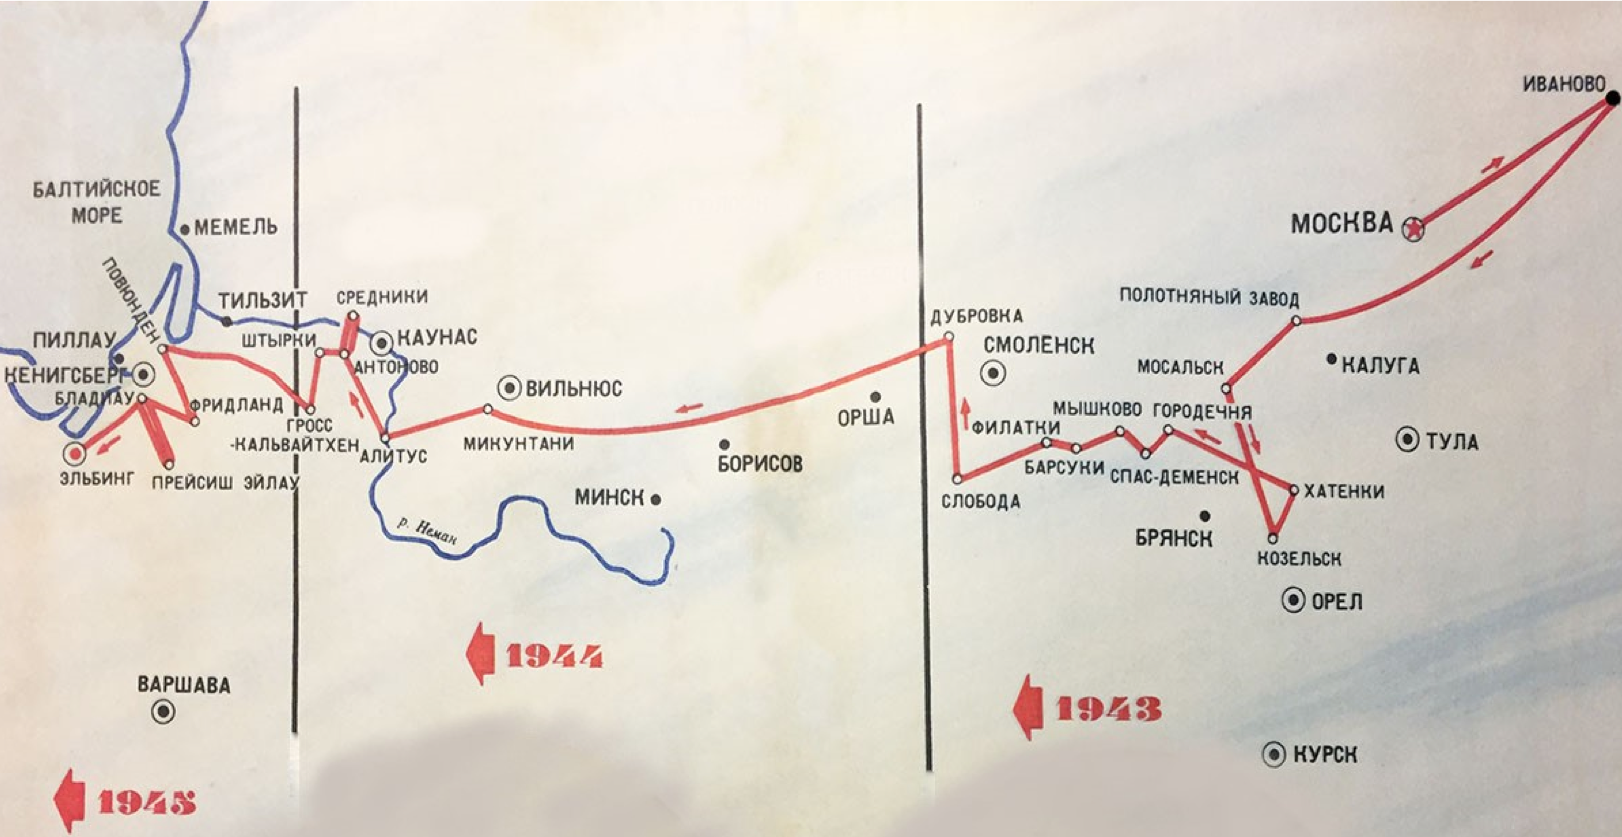 ИВАНОВО
БАЛТИЙСКОЕ
МОРЕ
МЕМЕЛЬ
МОСКВА
ПОВЮНДЕН
ТИЛЬЗИТ
СРЕДНИКИ
ПОЛОТНЯНЫЙ ЗАВОД
ПИЛЛАУ
ШТЫРКИ
КАУНАС
ДУБРОВКА
СМОЛЕНСК
КЕНИГСБЕРГ
АНТОНОВО
МОСАЛЬСК
КАЛУГА
БЛАДИАУ
ФРИДЛАНД
ВИЛЬНЮС
ОРША
МЫШКОВО
ГОРОДЕЧНЯ
ГРОСС
-КАЛЬВАЙТХЕН
АЛИТУС
МИКУНТАНИ
ФИЛАТКИ
ТУЛА
БОРИСОВ
БАРСУКИ
СПАС-ДЕМЕНСК
ЭЛЬБИНГ
ПРЕЙСИШ ЭЙЛАУ
МИНСК
СЛОБОДА
ХАТЕНКИ
р. Неман
БРЯНСК
КОЗЕЛЬСК
ОРЕЛ
1944
ВАРШАВА
1943
КУРСК
1945